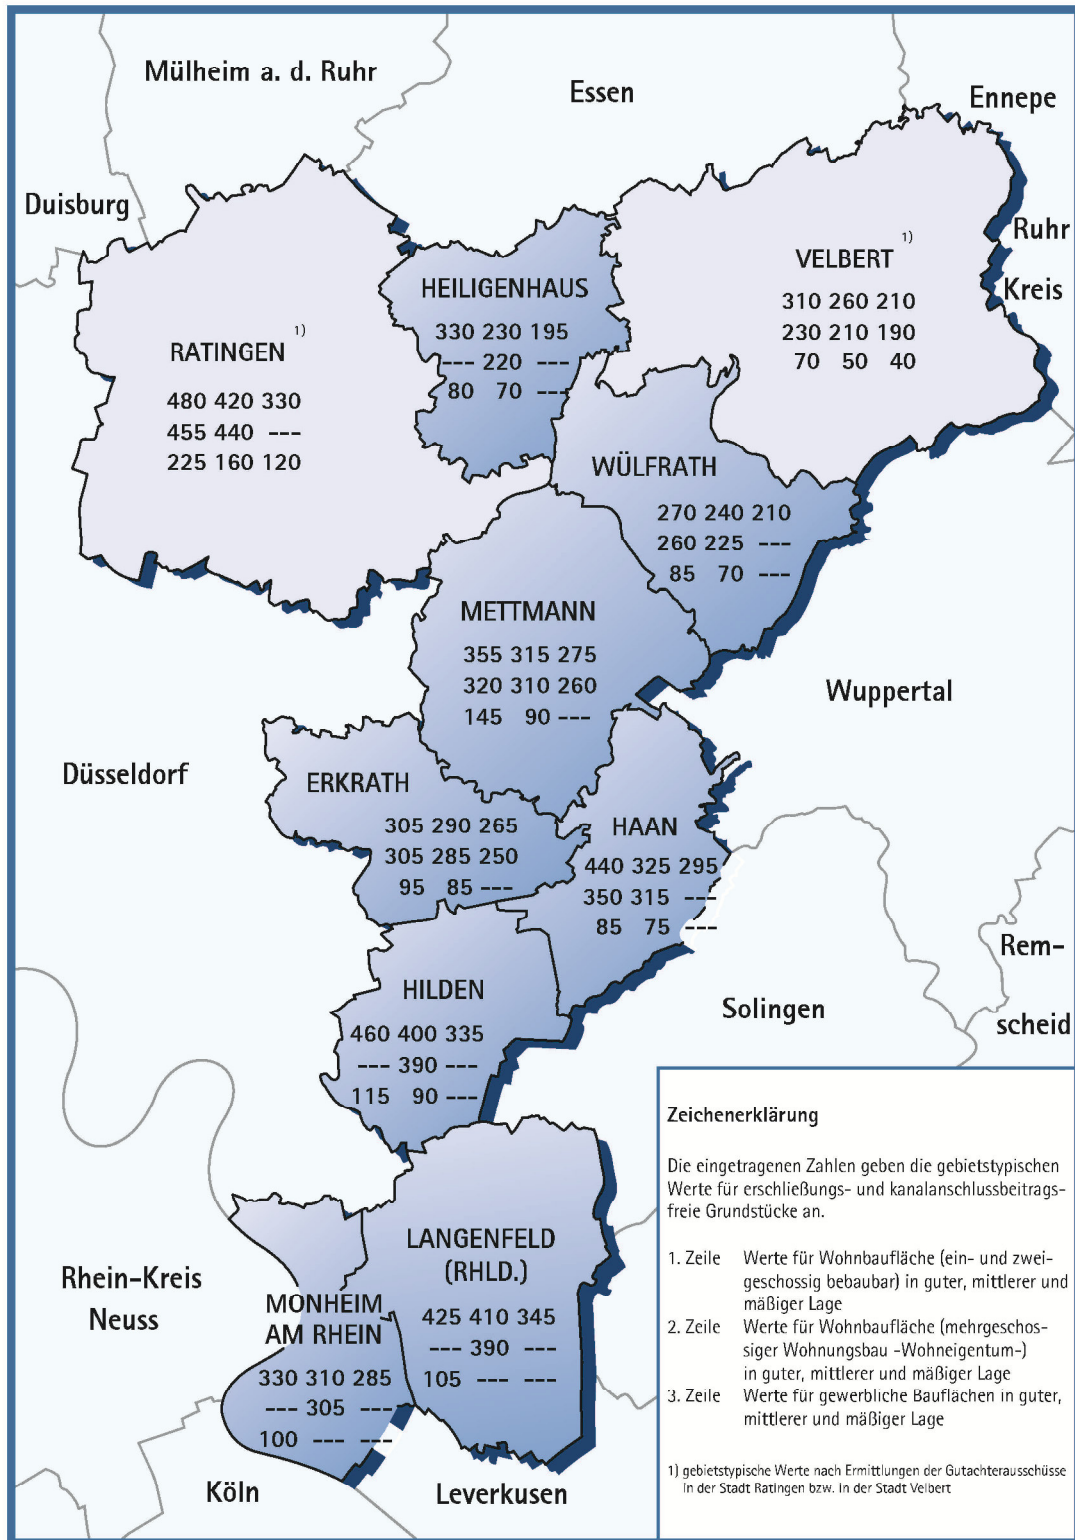 Mülheim a. d. Ruhr
Essen
Ennepe
Duisburg
Ruhr
Kreis
VELBERT 1)
310 260 210
230 210 190
70 50 40
HEILIGENHAUS
330 230 195
--- 220 ---
80 70 ---
RATINGEN 1)
480 420 330
455 440 ---
225 160 120
WÜLFRATH
270 240 210
260 225 ---
85 70 ---
METTMANN
355 315 275
320 310 260
145 90 ---
Wuppertal
Düsseldorf
ERKRATH
305 290 265
305 285 250
95 85 ---
HAAN
440 325 295
350 315 ---
85 75 ---
Rem-
scheid
HILDEN
460 400 335
--- 390 ---
115 90 ---
Solingen
LANGENFELD
(RHLD.)
425 410 345
--- 390 ---
105 --- ---
Rhein-Kreis
Neuss
MONHEIM
AM RHEIN
330 310 285
--- 305 ---
100 --- ---
Köln
Leverkusen
Zeichenerklärung
Die eingetragenen Zahlen geben die gebietstypischen
Werte für erschließungs- und kanalanschlussbeitrags-
freie Grundstücke an.
1. Zeile Werte für Wohnbaufläche (ein- und zwei-
geschossig bebaubar) in guter, mittlerer und
mäßiger Lage
2. Zeile Werte für Wohnbaufläche (mehrgeschos-
siger Wohnungsbau -Wohneigentum-)
in guter, mittlerer und mäßiger Lage
3. Zeile Werte für gewerbliche Bauflächen in guter,
mittlerer und mäßiger Lage
1) gebietstypische Werte nach Ermittlungen der Gutachterausschüsse
in der Stadt Ratingen bzw. in der Stadt Velbert